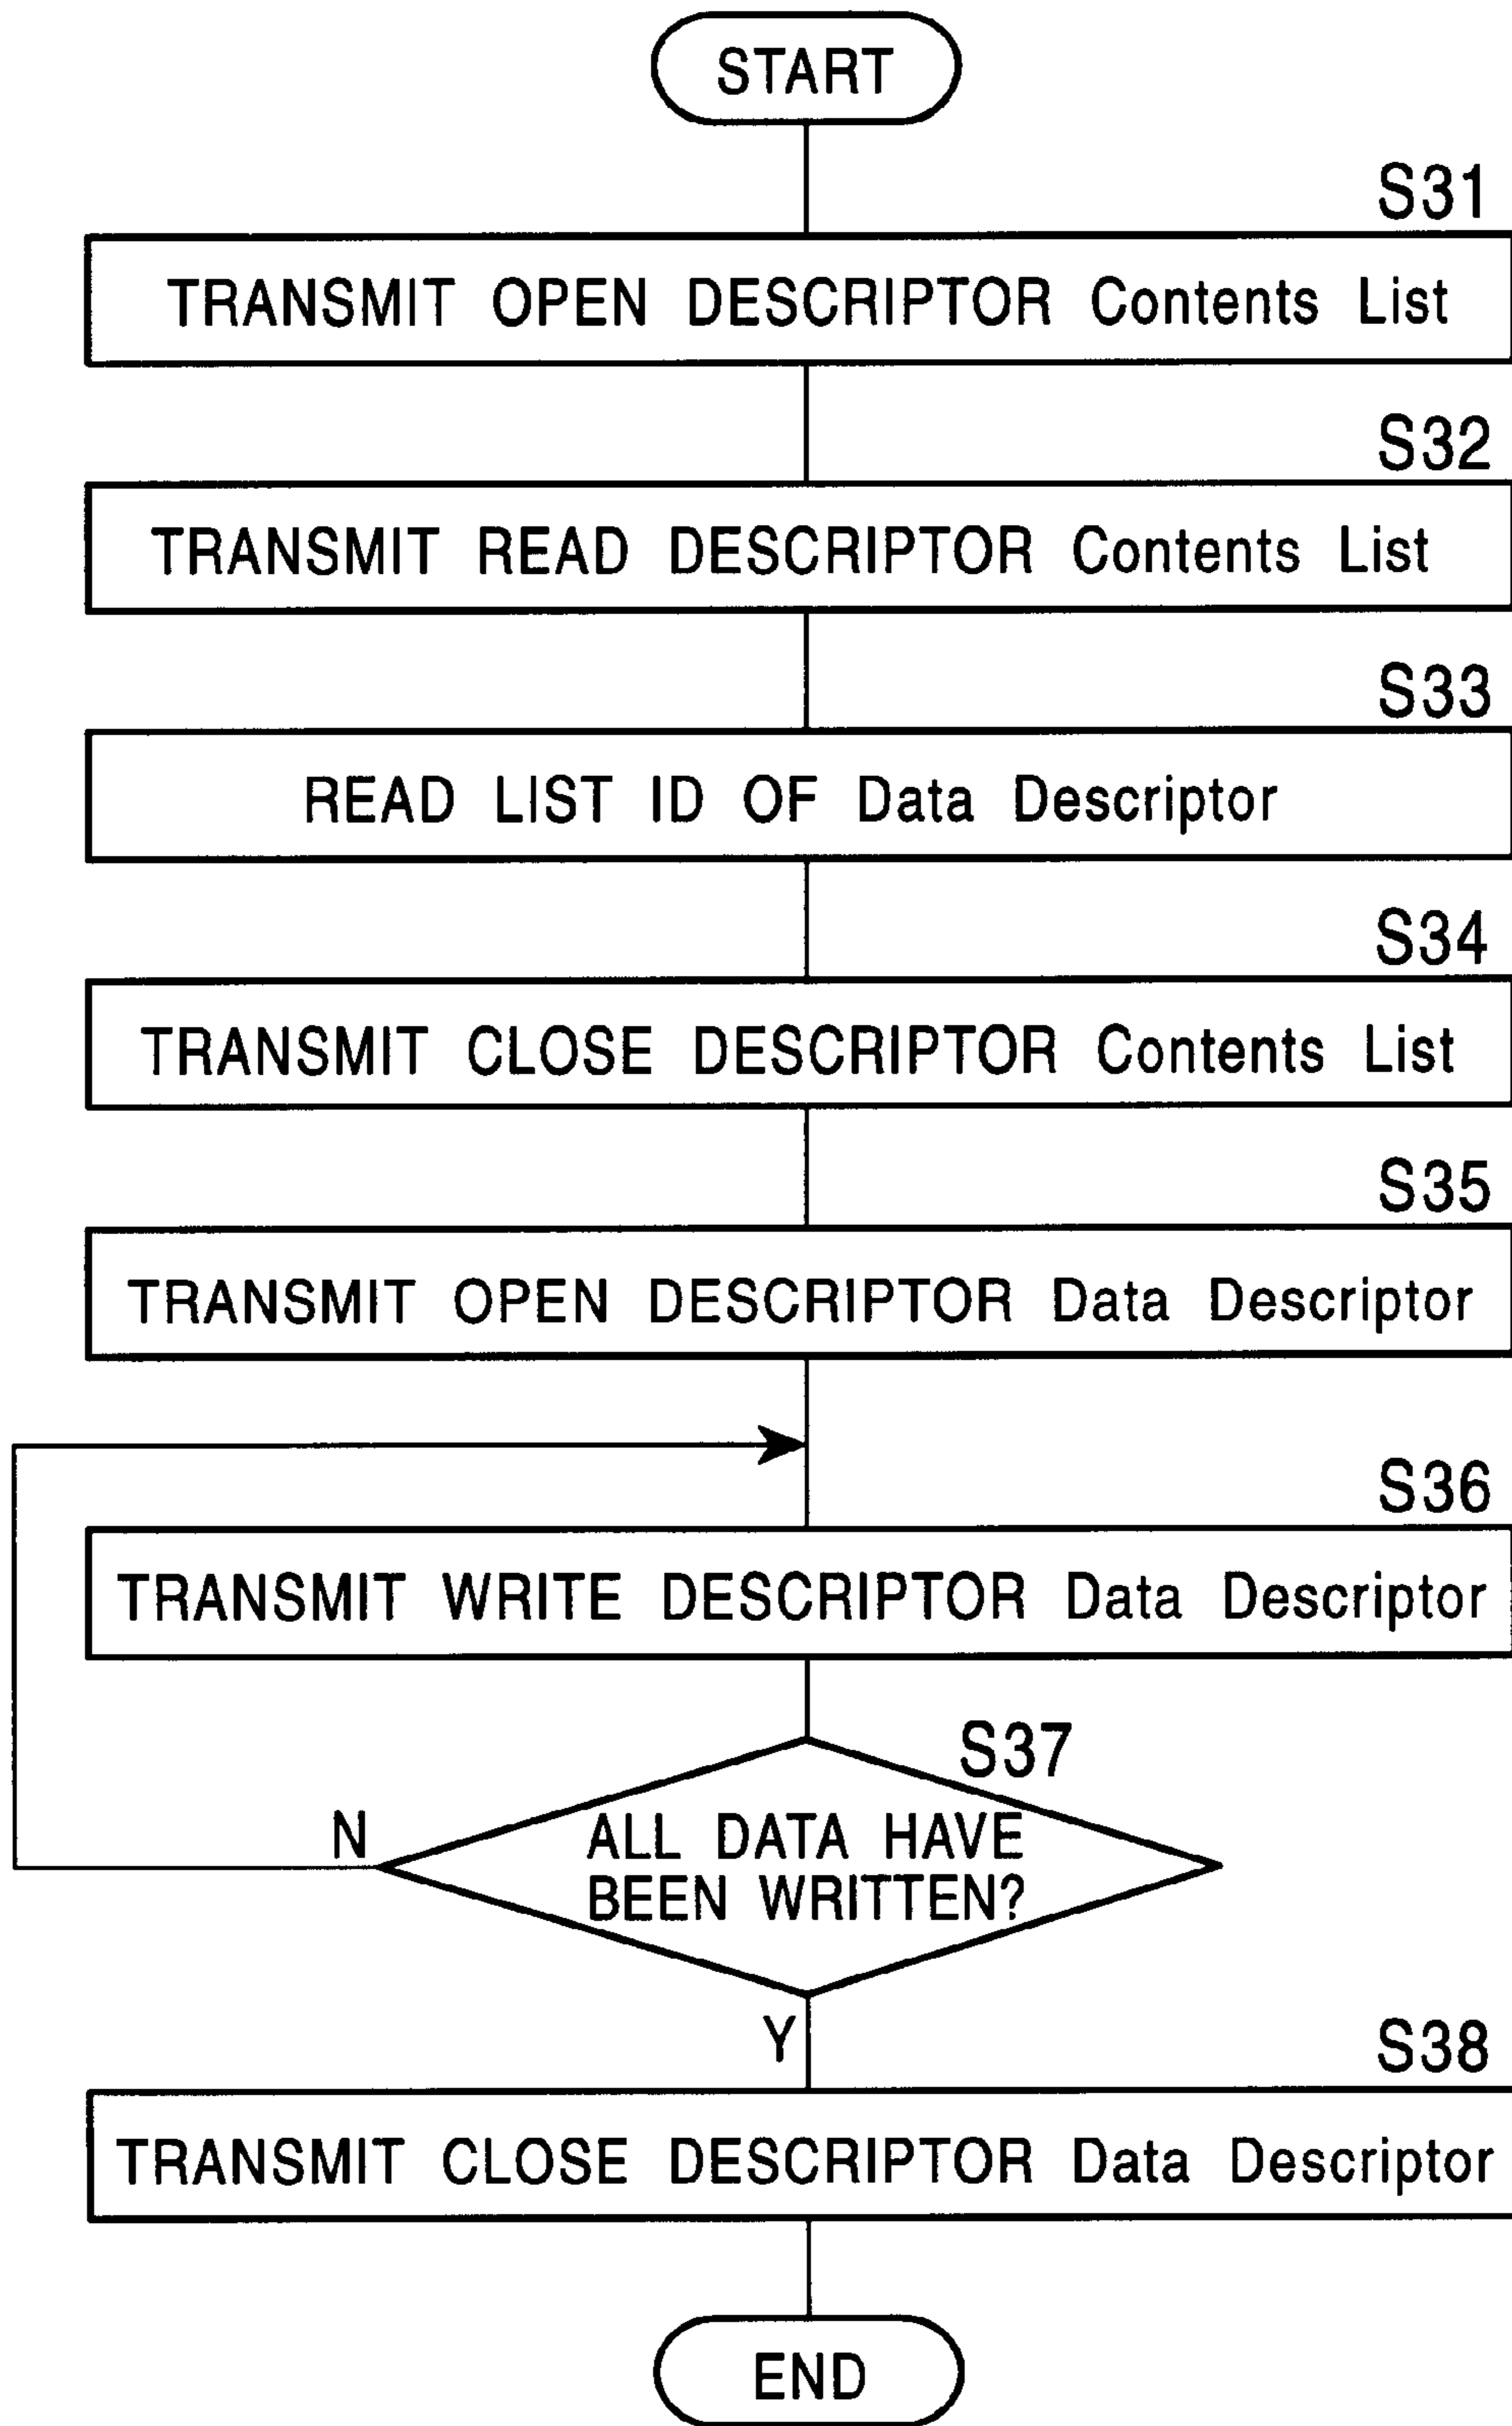 START
S31
TRANSMIT OPEN DESCRIPTOR Contents List
S32
TRANSMIT READ DESCRIPTOR Contents List
S33
READ LIST ID OF Data Descriptor
S34
TRANSMIT CLOSE DESCRIPTOR Contents List
S35
TRANSMIT OPEN DESCRIPTOR Data Descriptor
S36
TRANSMIT WRITE DESCRIPTOR Data Descriptor
S37
N
ALL DATA HAVE
BEEN WRITTEN?
Y
S38
TRANSMIT CLOSE DESCRIPTOR Data Descriptor
END